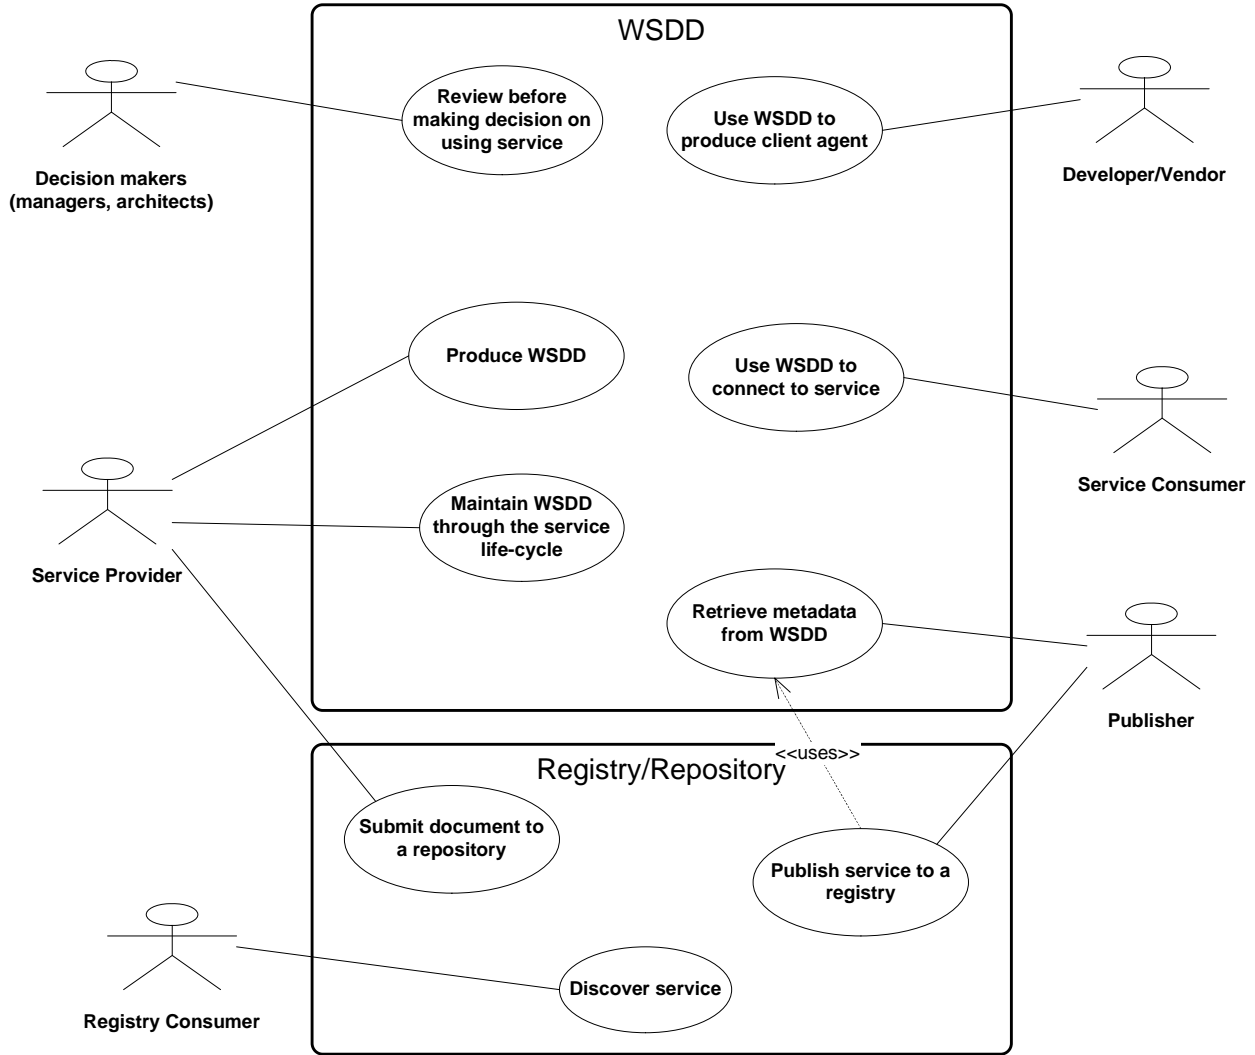 WSDD
Review before
making decision on
using service
Use WSDD to
produce client agent
Decision makers
(managers, architects)
Developer/Vendor
Produce WSDD
Use WSDD to
connect to service
Service Consumer
Maintain WSDD
through the service
life-cycle
Service Provider
Retrieve metadata
from WSDD
Publisher
<<uses>>
Registry/Repository
Submit document to
a repository
Publish service to a
registry
Discover service
Registry Consumer